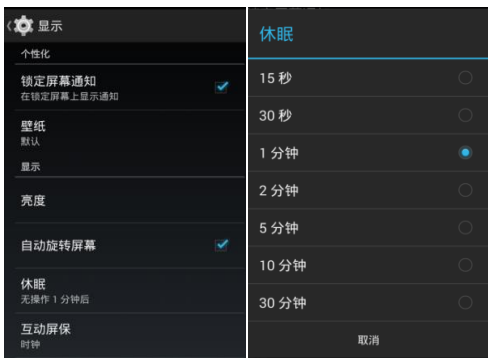 显示
个性化
锁定屏幕通知
在锁定屏幕上显示通知
壁纸
默认
显示
亮度
自动旋转屏幕
休眠
无操作 1 分钟后
互动屏保
时钟
休眠
15 秒
30 秒
1 分钟
2 分钟
5 分钟
10 分钟
30 分钟
取消